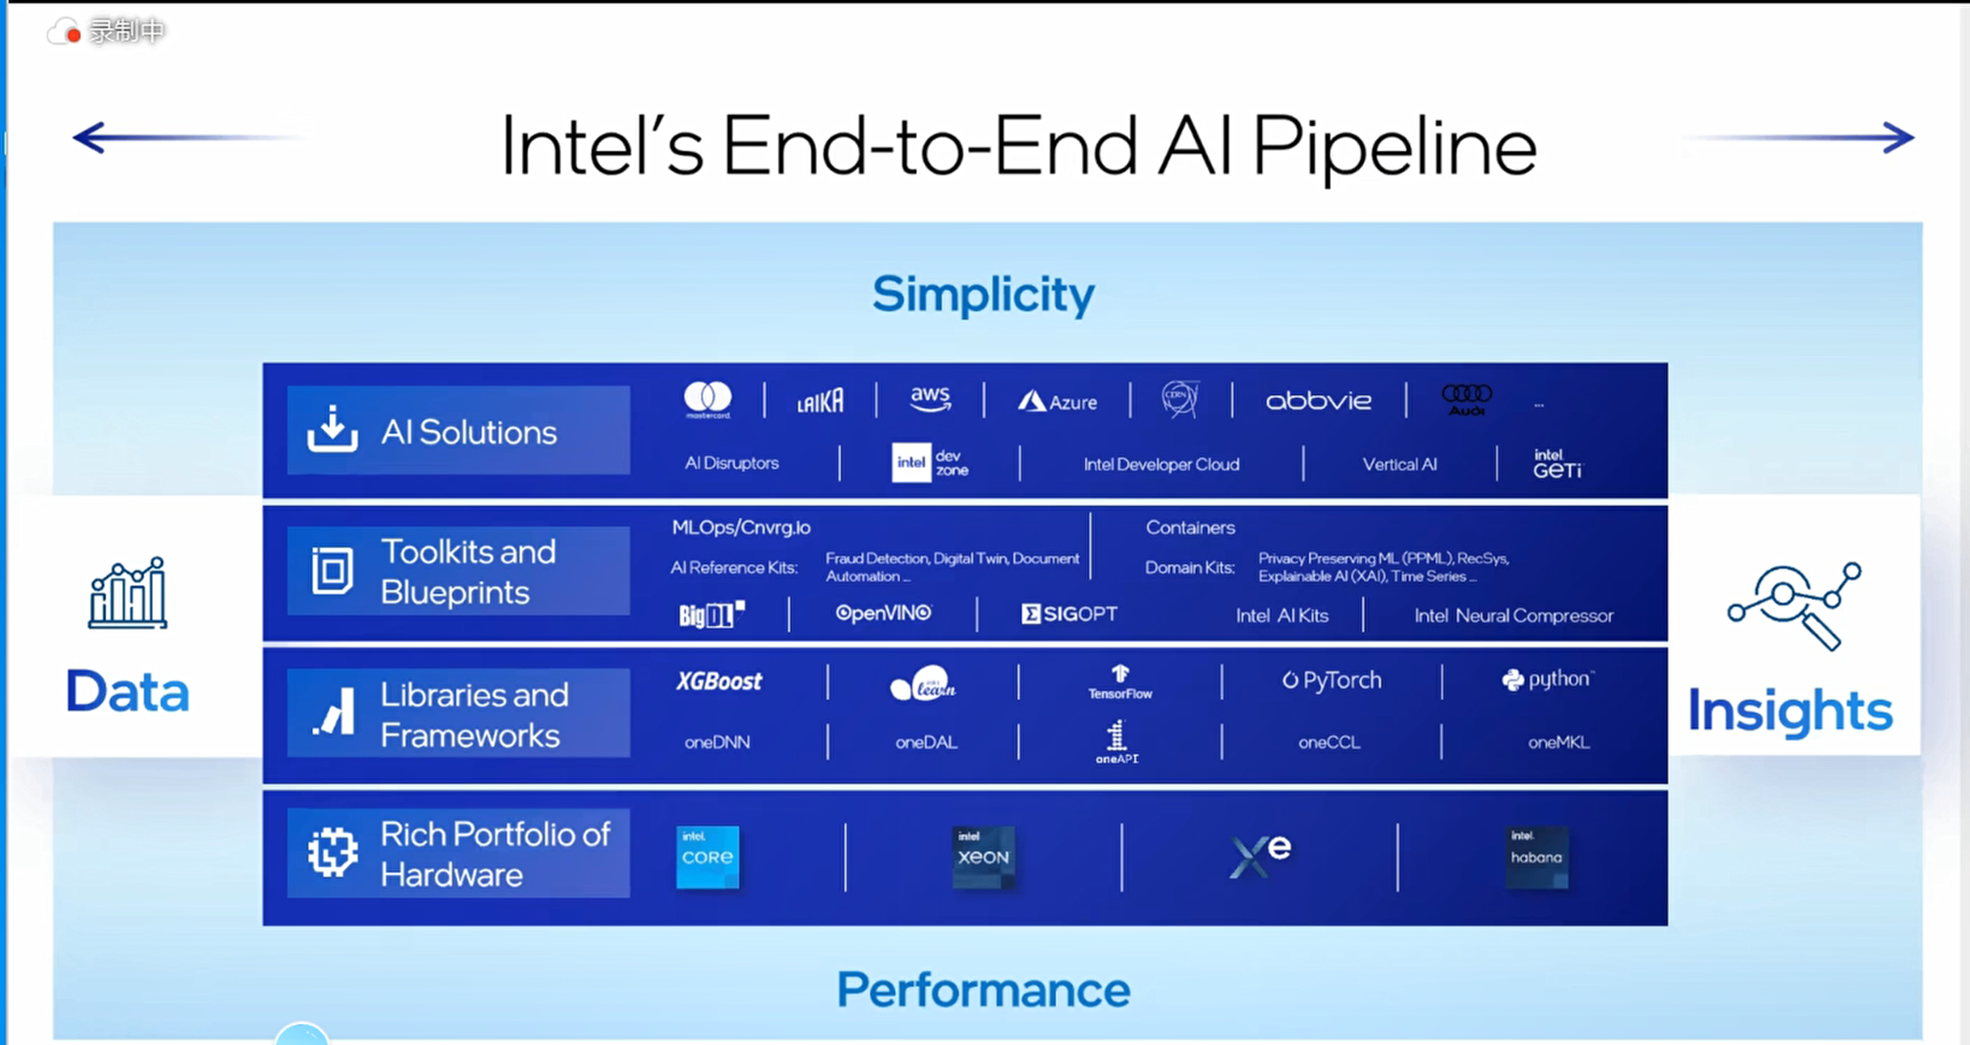 录制中
Intel's End-to-End AI Pipeline
Simplicity
AI Solutions
mastercard.
LAIKA
aws
Azure
CERN
abbvie
Audi
...
AI Disruptors
intel dev zone
Intel Developer Cloud
Vertical AI
intel GETi
Toolkits and
Blueprints
MLOps/Cnvrg.Io
Containers
AI Reference Kits:
Fraud Detection, Digital Twin, Document
Automation ...
Domain Kits:
Privacy Preserving ML (PPML), RecSys,
Explainable AI (XAI), Time Series ...
BigDL
OpenVINO
SIGOPT
Intel AI Kits
Intel Neural Compressor
Data
Insights
Libraries and
Frameworks
XGBoost
learn
TensorFlow
PyTorch
python™
oneDNN
oneDAL
oneAPI
oneCCL
oneMKL
Rich Portfolio of
Hardware
intel. CORE
intel XEON
Xe
intel. habana
Performance